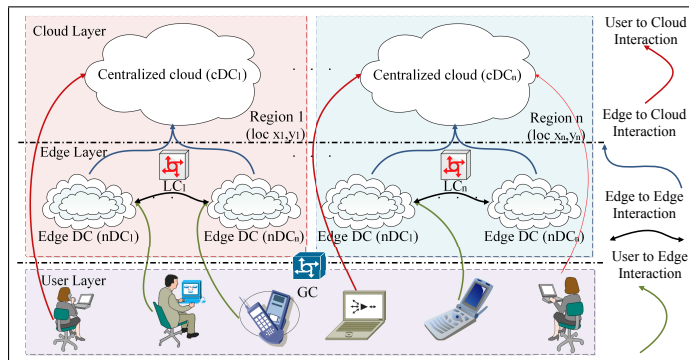 Cloud Layer
Centralized cloud (cDC1)
Centralized cloud (cDCn)
User to Cloud
Interaction
Region 1
(loc x1,y1)
Region n
(loc xn,yn)
Edge to Cloud
Interaction
Edge Layer
LC1
LCn
Edge to Edge
Interaction
Edge DC (nDC1)
Edge DC (nDCn)
Edge DC (nDC1)
Edge DC (nDCn)
User to Edge
Interaction
User Layer
GC